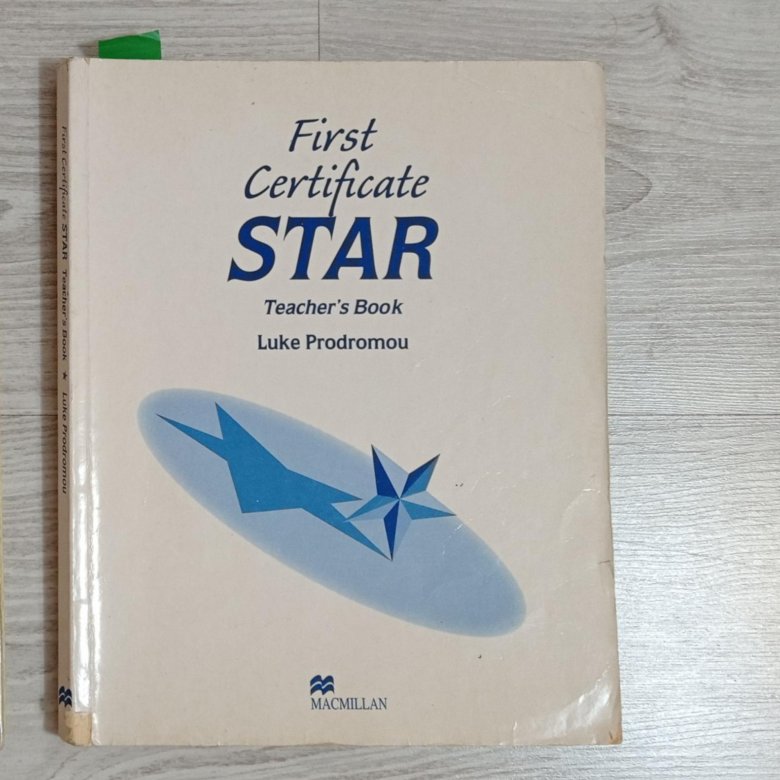 First
Certificate
STAR
Teacher's Book
Luke Prodromou
MACMILLAN
First Certificate STAR Teacher's Book ★ Luke Prodromou